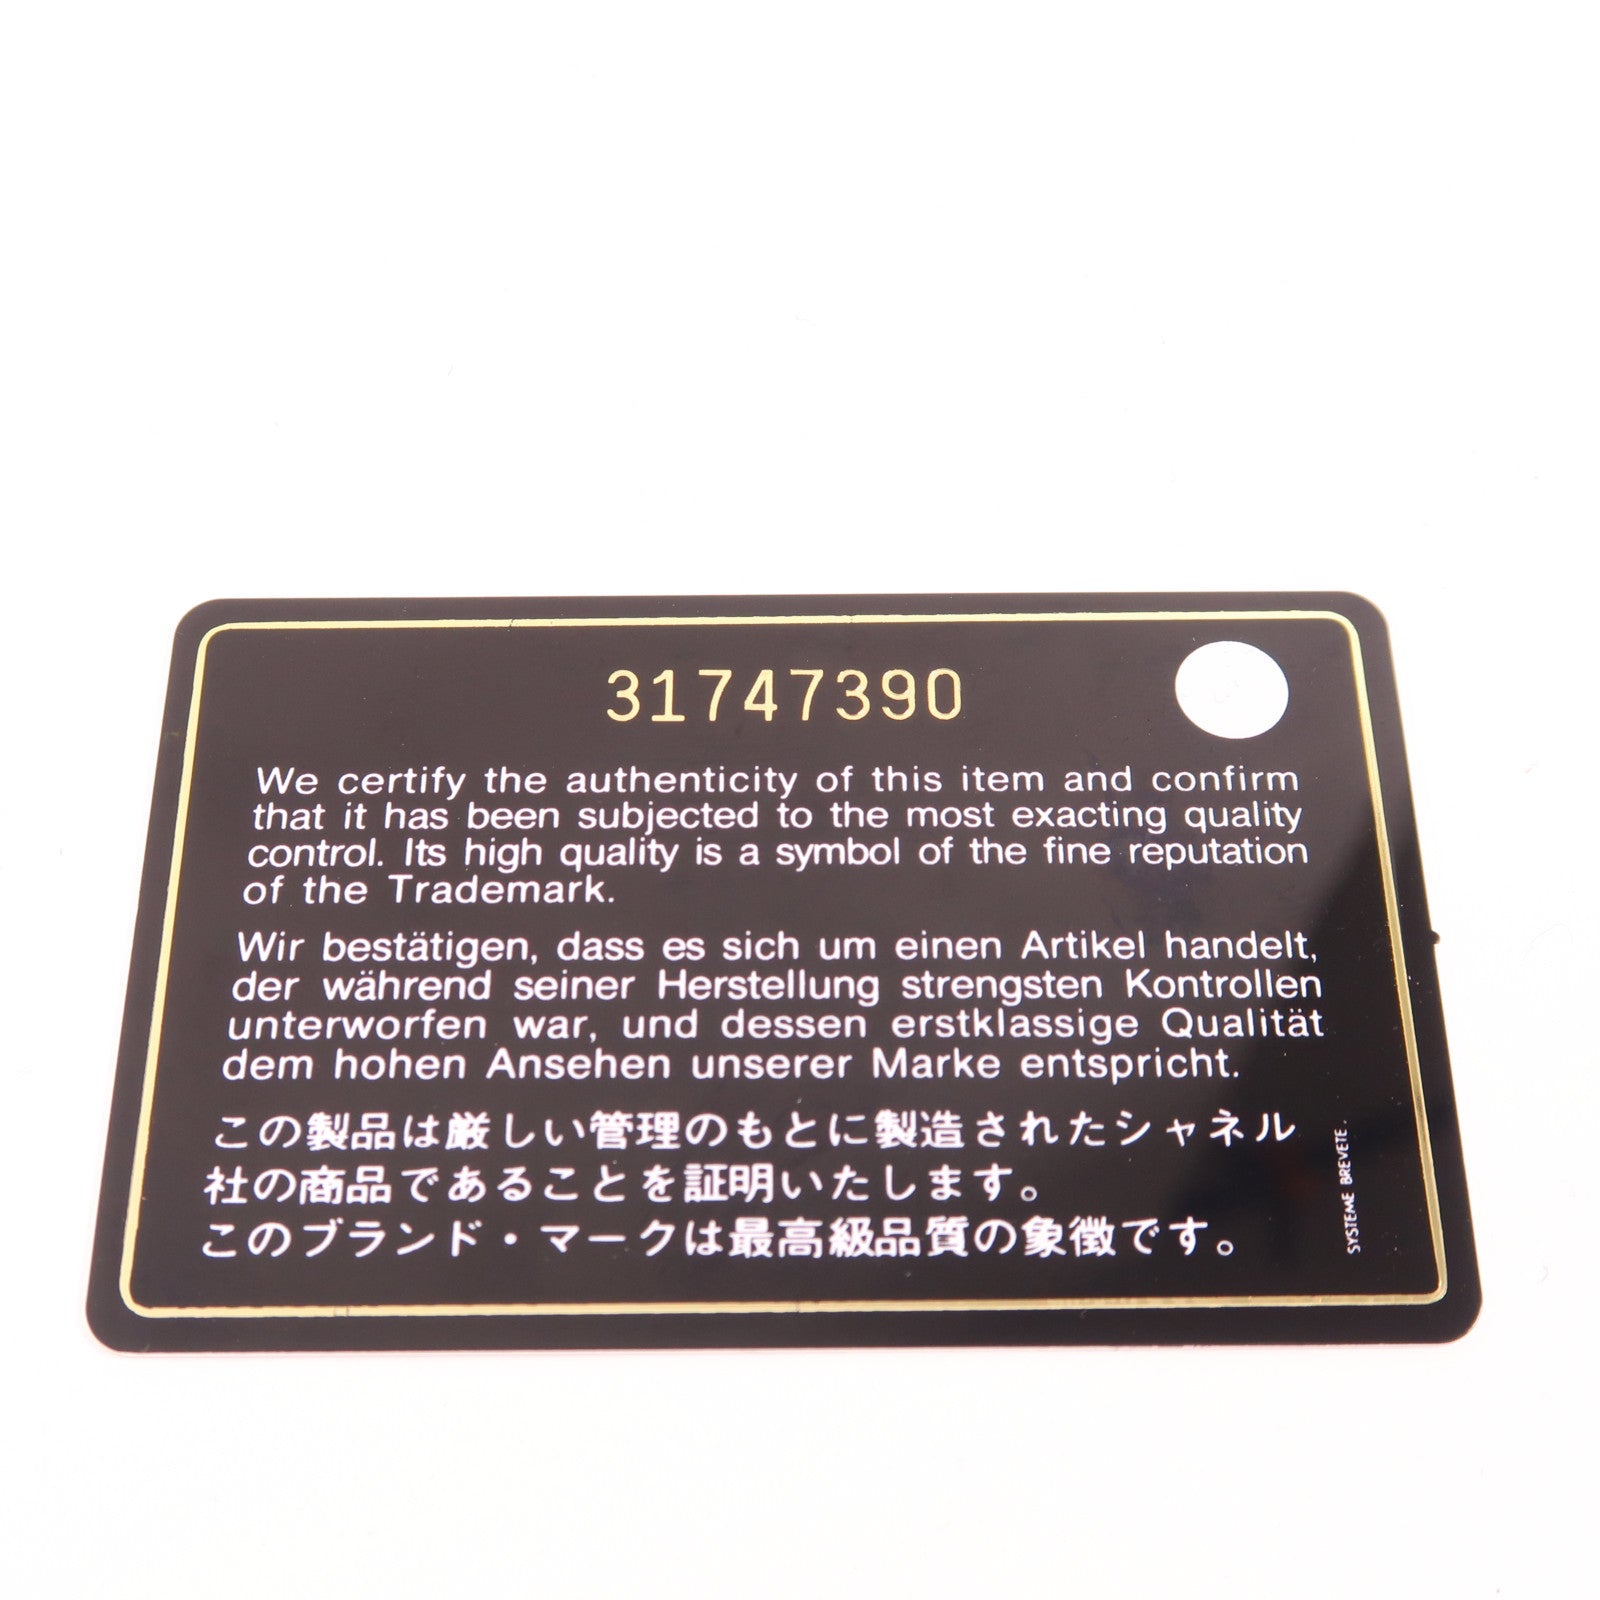 31747390
We certify the authenticity of this item and confirm
that it has been subjected to the most exacting quality
control. Its high quality is a symbol of the fine reputation
of the Trademark.
Wir bestätigen, dass es sich um einen Artikel handelt,
der während seiner Herstellung strengsten Kontrollen
unterworfen war, und dessen erstklassige Qualität
dem hohen Ansehen unserer Marke entspricht.
この製品は厳しい管理のもとに製造されたシャネル
社の商品であることを証明いたします。
このブランド・マークは最高級品質の象徴です。
SYSTEME BREVETE.